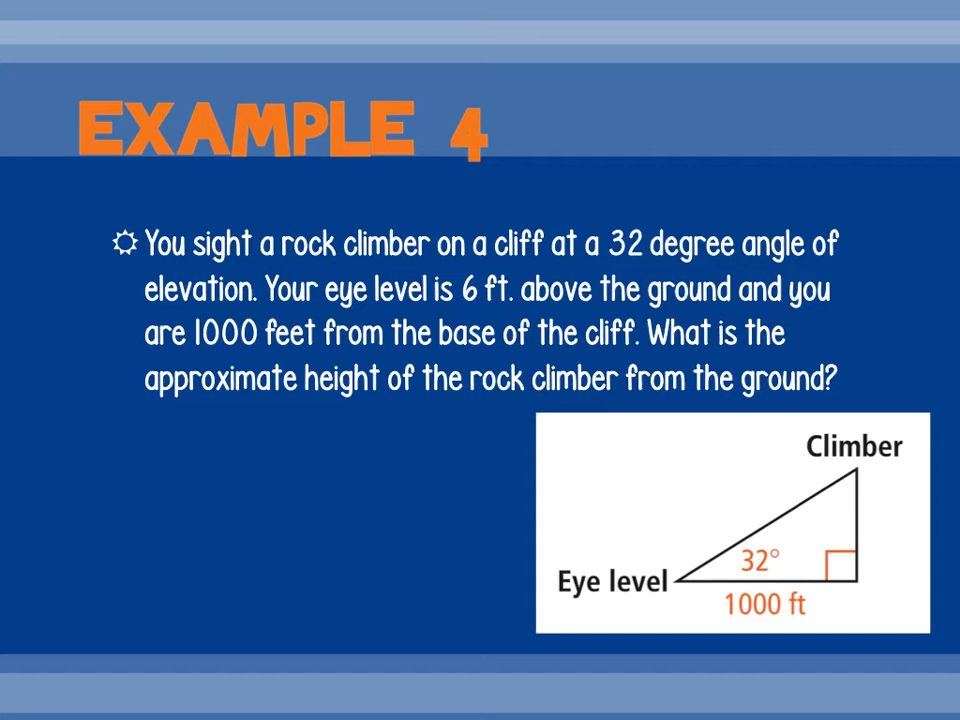 EXAMPLE 4
You sight a rock climber on a cliff at a 32 degree angle of
elevation. Your eye level is 6 ft. above the ground and you
are 1000 feet from the base of the cliff. What is the
approximate height of the rock climber from the ground?
Climber
32°
Eye level
1000 ft